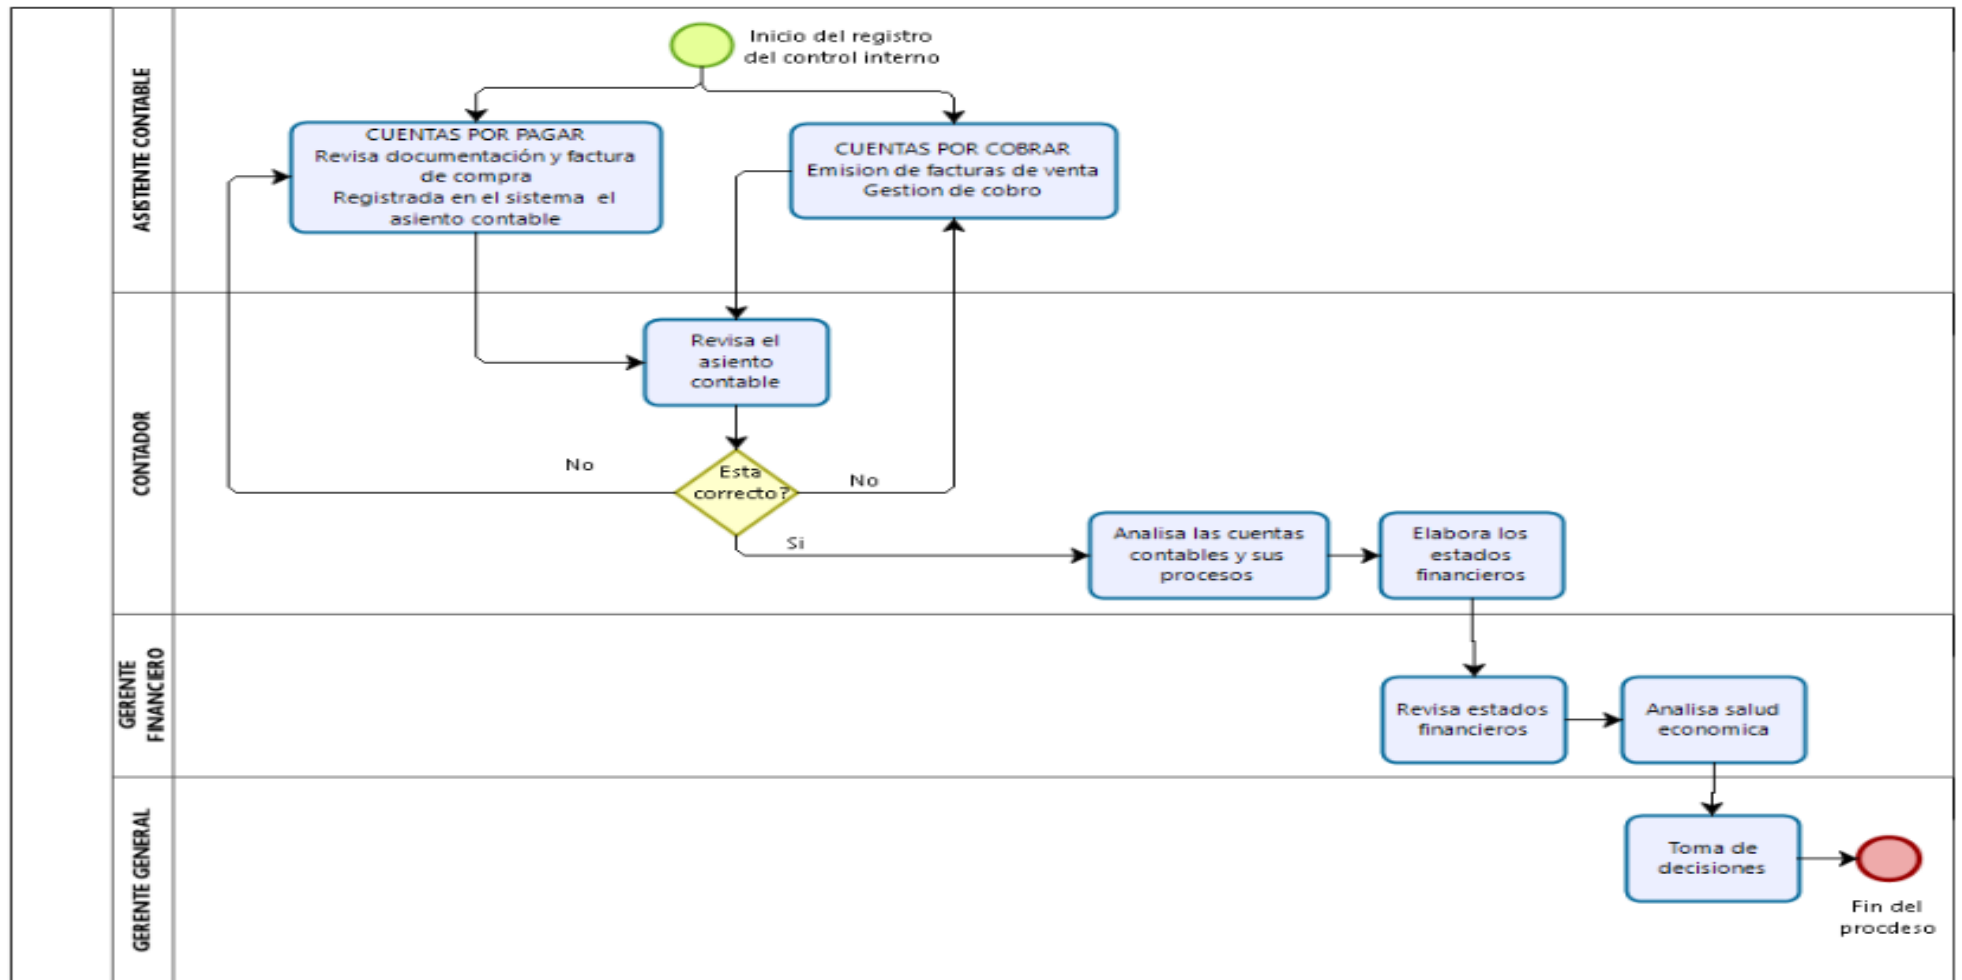 ASISTENTE CONTABLE
Inicio del registro
del control interno
CUENTAS POR PAGAR
Revisa documentación y factura
de compra
Registrada en el sistema el
asiento contable
CUENTAS POR COBRAR
Emision de facturas de venta
Gestion de cobro
CONTADOR
Revisa el
asiento
contable
Esta
correcto?
No
No
Si
Analisa las cuentas
contables y sus
procesos
Elabora los
estados
financieros
GERENTE
FINANCIERO
Revisa estados
financieros
Analisa salud
economica
GERENTE GENERAL
Toma de
decisiones
Fin del
procdeso